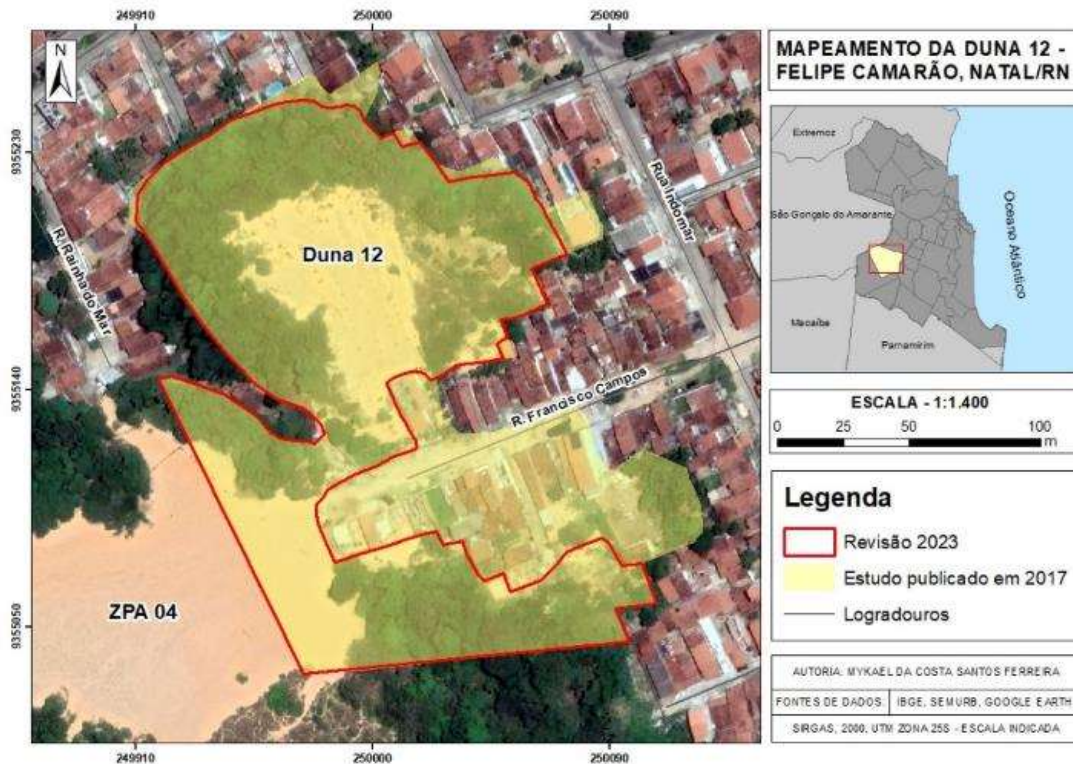 249910
250000
250090
N
9355230
9355140
9355050
R. Rainha do Mar
Duna 12
Rua Indomar
R. Francisco Campos
ZPA 04
249910
250000
250090
MAPEAMENTO DA DUNA 12 -
FELIPE CAMARÃO, NATAL/RN
Extremoz
São Gonçalo do Amarante
Oceano Atlântico
Macaíba
Parnamirim
ESCALA - 1:1.400
0 25 50 100
m
Legenda
Revisão 2023
Estudo publicado em 2017
Logradouros
AUTORIA: MYKAEL DA COSTA SANTOS FERREIRA
FONTES DE DADOS: IBGE, SEMURB, GOOGLE EARTH
SIRGAS, 2000, UTM ZONA 25S - ESCALA INDICADA